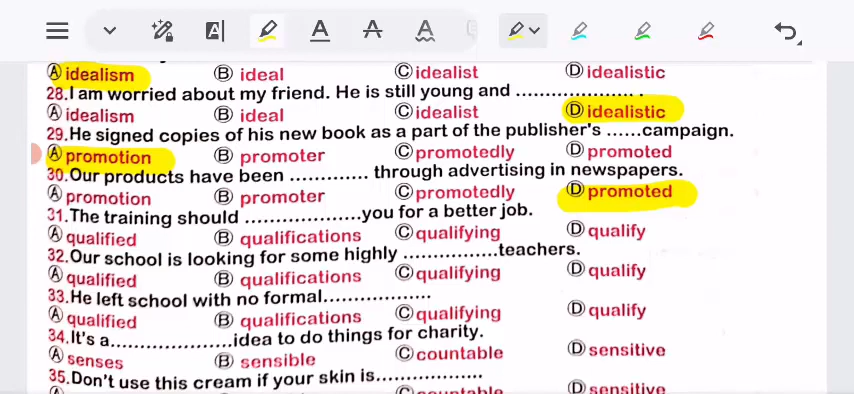 Ⓐ idealism Ⓑ ideal Ⓒ idealist Ⓓ idealistic
28.I am worried about my friend. He is still young and ..................... .
Ⓐ idealism Ⓑ ideal Ⓒ idealist Ⓓ idealistic
29.He signed copies of his new book as a part of the publisher's ......campaign.
Ⓐ promotion Ⓑ promoter Ⓒ promotedly Ⓓ promoted
30.Our products have been ............. through advertising in newspapers.
Ⓐ promotion Ⓑ promoter Ⓒ promotedly Ⓓ promoted
31.The training should ...................you for a better job.
Ⓐ qualified Ⓑ qualifications Ⓒ qualifying Ⓓ qualify
32.Our school is looking for some highly ................teachers.
Ⓐ qualified Ⓑ qualifications Ⓒ qualifying Ⓓ qualify
33.He left school with no formal..................
Ⓐ qualified Ⓑ qualifications Ⓒ qualifying Ⓓ qualify
34.It's a....................idea to do things for charity.
Ⓐ senses Ⓑ sensible Ⓒ countable Ⓓ sensitive
35.Don't use this cream if your skin is..................
Ⓒ countable Ⓓ sensitive